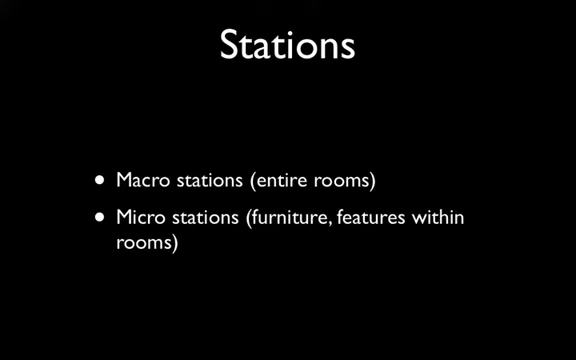 Stations
• Macro stations (entire rooms)
• Micro stations (furniture, features within
rooms)